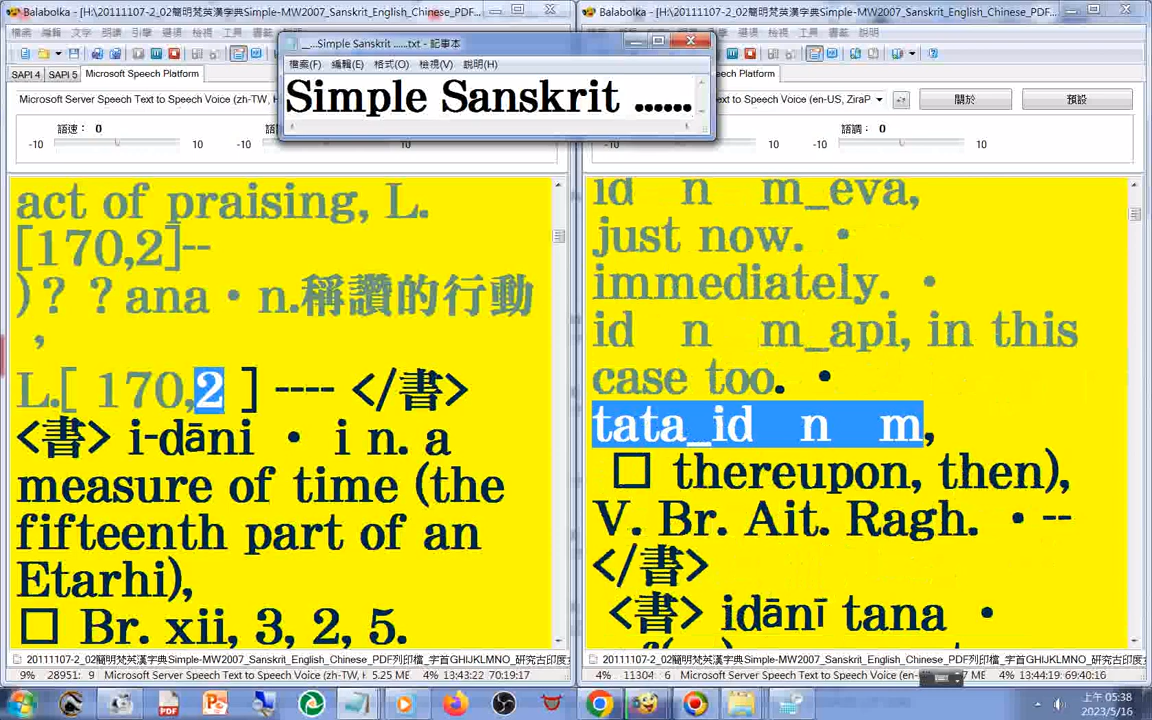 Balabolka - [H:\20111107-2_02簡明梵英漢字典Simple-MW2007_Sanskrit_English_Chinese_PDF...
Balabolka - [H:\20111107-2_02簡明梵英漢字典Simple-MW2007_Sanskrit_English_Chinese_PDF...
__...Simple Sanskrit ......txt - 記事本
檔案(F) 編輯(E) 格式(O) 檢視(V) 說明(H)
Simple Sanskrit ......
SAPI 4 SAPI 5 Microsoft Speech Platform
Microsoft Server Speech Text to Speech Voice (zh-TW, H
語速： 0
-10 10 -10
act of praising, L.
[170,2]--
)？ ？ana • n.稱讚的行動
，
L.[ 170,2 ] ---- </書>
<書> i-dāni • i n. a
measure of time (the
fifteenth part of an
Etarhi),
□ Br. xii, 3, 2, 5.
eech Platform
xt to Speech Voice (en-US, ZiraP
關於 預設
語調： 0
10 -10 10
id n m_eva,
just now. •
immediately. •
id n m_api, in this
case too. •
tata_id n m,
□ thereupon, then),
V. Br. Ait. Ragh. • --
</書>
<書> idānī tana •
20111107-2_02簡明梵英漢字典Simple-MW2007_Sanskrit_English_Chinese_PDF列印檔_字首GHIJKLMNO_研究古印度
20111107-2_02簡明梵英漢字典Simple-MW2007_Sanskrit_English_Chinese_PDF列印檔_字首GHIJKLMNO_研究古印度
9% 28951: 9 Microsoft Server Speech Text to Speech Voice (zh-TW, 5.25 ME 4% 13:43:22 70:19:17
4% 11304 6 Microsoft Server Speech Text to Speech Voice ME 4% 13:44:19 69:40:16
上午 05:38
2023/5/16